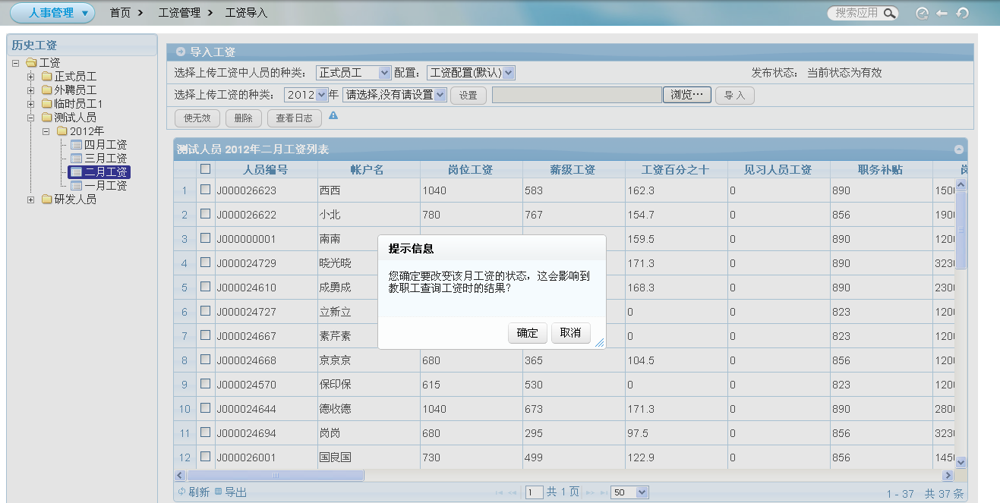 人事管理 ▼ 首页 > 工资管理 > 工资导入 搜索应用
历史工资
工资
正式员工
外聘员工
临时员工1
测试人员
2012年
四月工资
三月工资
二月工资
一月工资
研发人员
导入工资
选择上传工资中人员的种类: 正式员工 配置: 工资配置(默认) 发布状态: 当前状态为有效
选择上传工资的种类: 2012 年 请选择,没有请设置 设置 浏览… 导 入
使无效 删除 查看日志
测试人员 2012年二月工资列表
人员编号 帐户名 岗位工资 薪级工资 工资百分之十 见习人员工资 职务补贴
1 J000026623 西西 1040 583 162.3 0 890
2 J000026622 小北 780 767 154.7 0 856
3 J000000001 南南 159.5 0 890
4 J000024729 晓光晓 171.3 0 890
5 J000024610 成勇成 168.3 0 890
6 J000024727 立新立 0 0 823
7 J000024667 素芹素 0 0 823
8 J000024668 京京京 680 365 104.5 0 856
9 J000024570 保印保 615 530 0 0 823
10 J000024644 德收德 1040 673 171.3 0 890
11 J000024694 岗岗 680 295 97.5 0 856
12 J000026001 国良国 730 499 122.9 0 856
提示信息
您确定要改变该月工资的状态，这会影响到
教职工查询工资时的结果?
确定 取消
刷新 导出 1 共 1 页 50 1 - 37 共 37 条